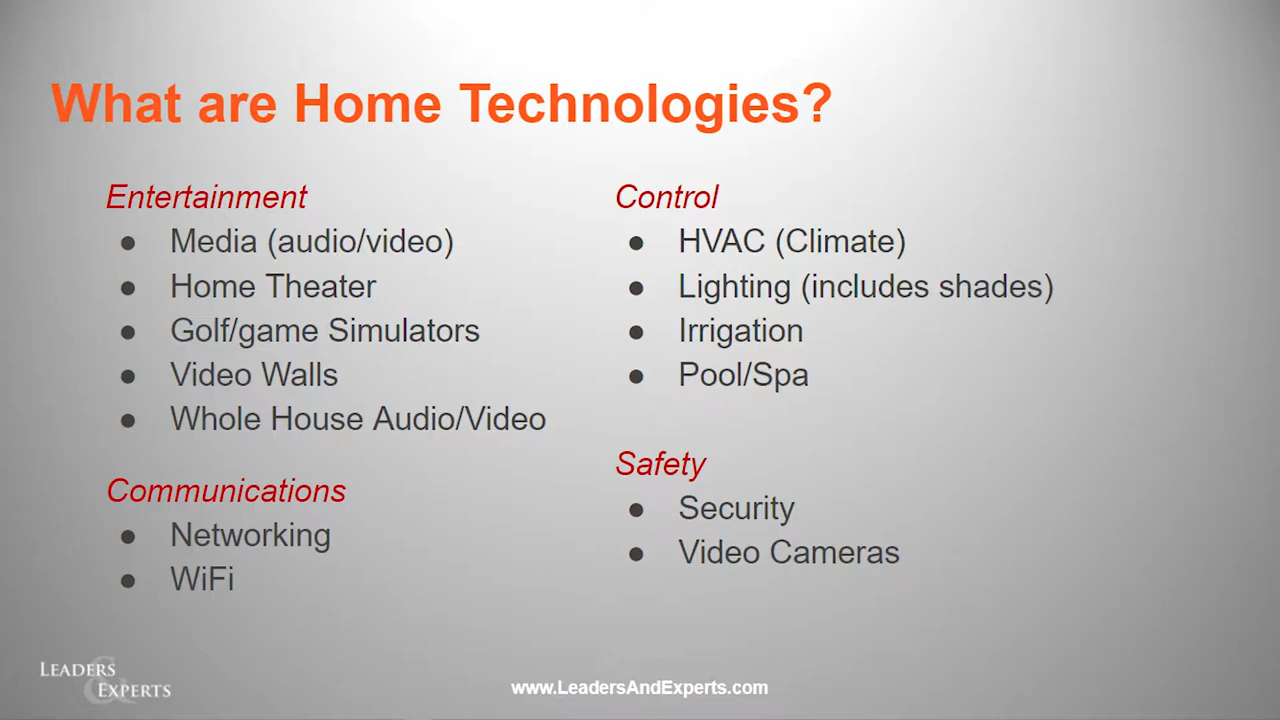 What are Home Technologies?
Entertainment
● Media (audio/video)
● Home Theater
● Golf/game Simulators
● Video Walls
● Whole House Audio/Video
Communications
● Networking
● WiFi
Control
● HVAC (Climate)
● Lighting (includes shades)
● Irrigation
● Pool/Spa
Safety
● Security
● Video Cameras
LEADERS
& EXPERTS
www.LeadersAndExperts.com